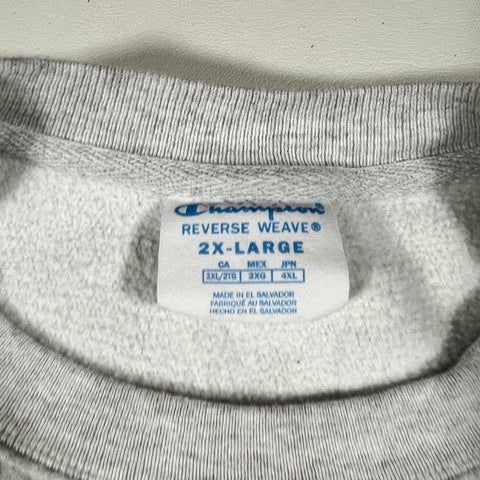 Champion
REVERSE WEAVE®
2X-LARGE
CA MEX JPN
2XL/2TG 2XG 4XL
MADE IN EL SALVADOR
FABRIQUÉ AU SALVADOR
HECHO EN EL SALVADOR